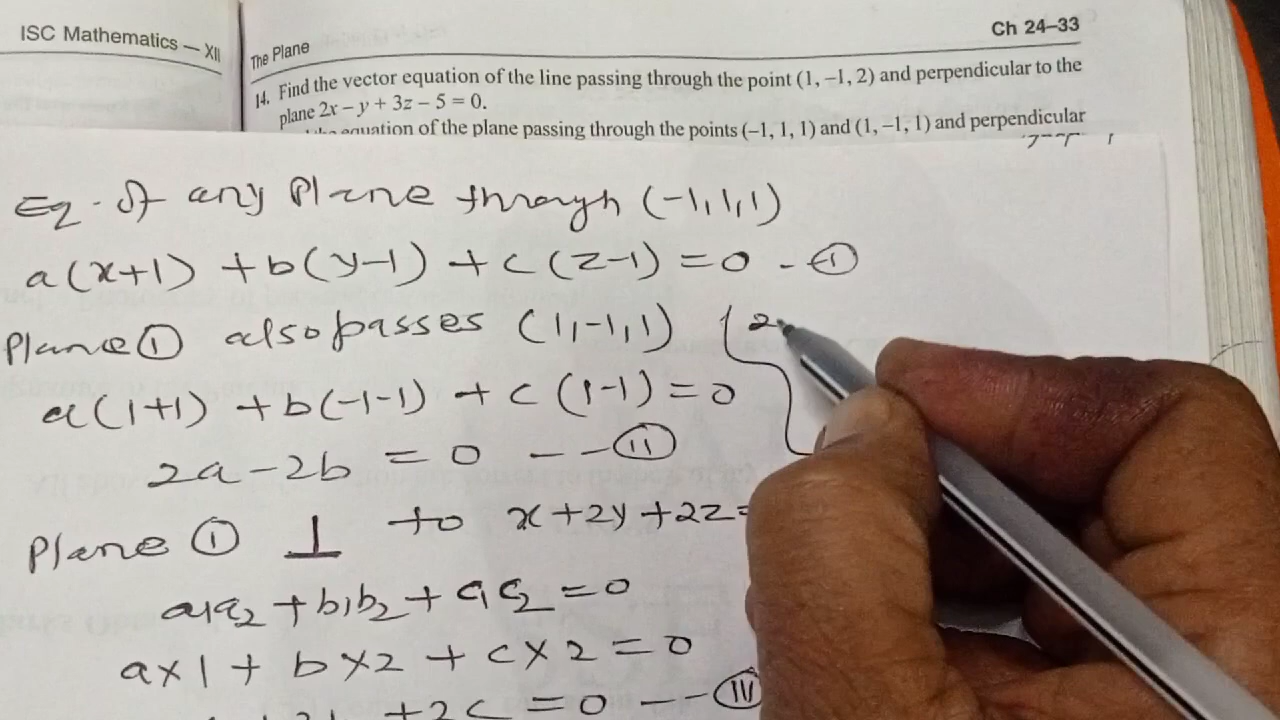 ISC Mathematics — XII
The Plane
Ch 24–33
14. Find the vector equation of the line passing through the point (1, –1, 2) and perpendicular to the
plane 2x – y + 3z – 5 = 0.
equation of the plane passing through the points (–1, 1, 1) and (1, –1, 1) and perpendicular
Eq. of any Plane through (-1,1,1)
a(x+1) + b(y-1) + c(z-1) = 0 - ①
Plane ① also passes (1,-1,1)
a(1+1) + b(-1-1) + c(1-1) = 0
2a - 2b = 0 -- ⑪
Plane ① ⊥ to x+2y+2z=
a₁a₂ + b₁b₂ + c₁c₂ = 0
a×1 + b×2 + c×2 = 0
+2c = 0 -- ⑪I
2